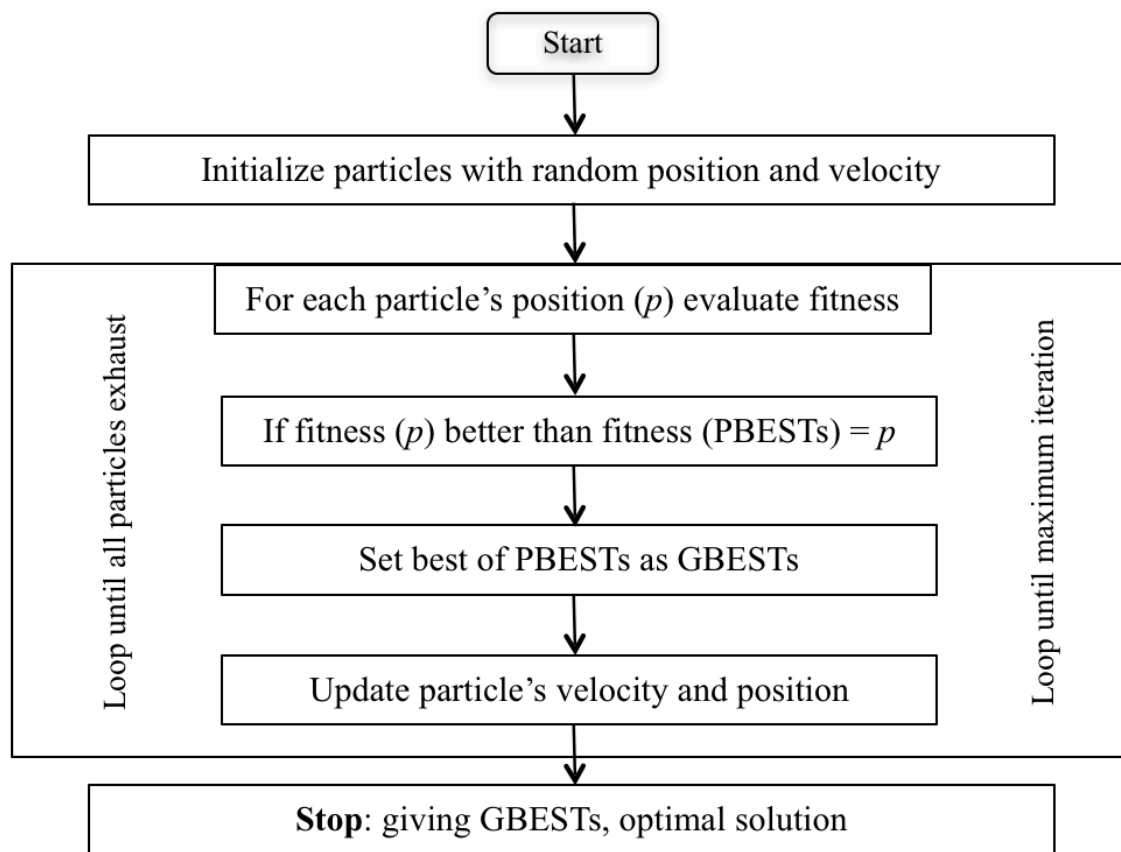 Start
Initialize particles with random position and velocity
For each particle’s position (p) evaluate fitness
If fitness (p) better than fitness (PBESTs) = p
Set best of PBESTs as GBESTs
Update particle’s velocity and position
Loop until all particles exhaust
Loop until maximum iteration
Stop: giving GBESTs, optimal solution